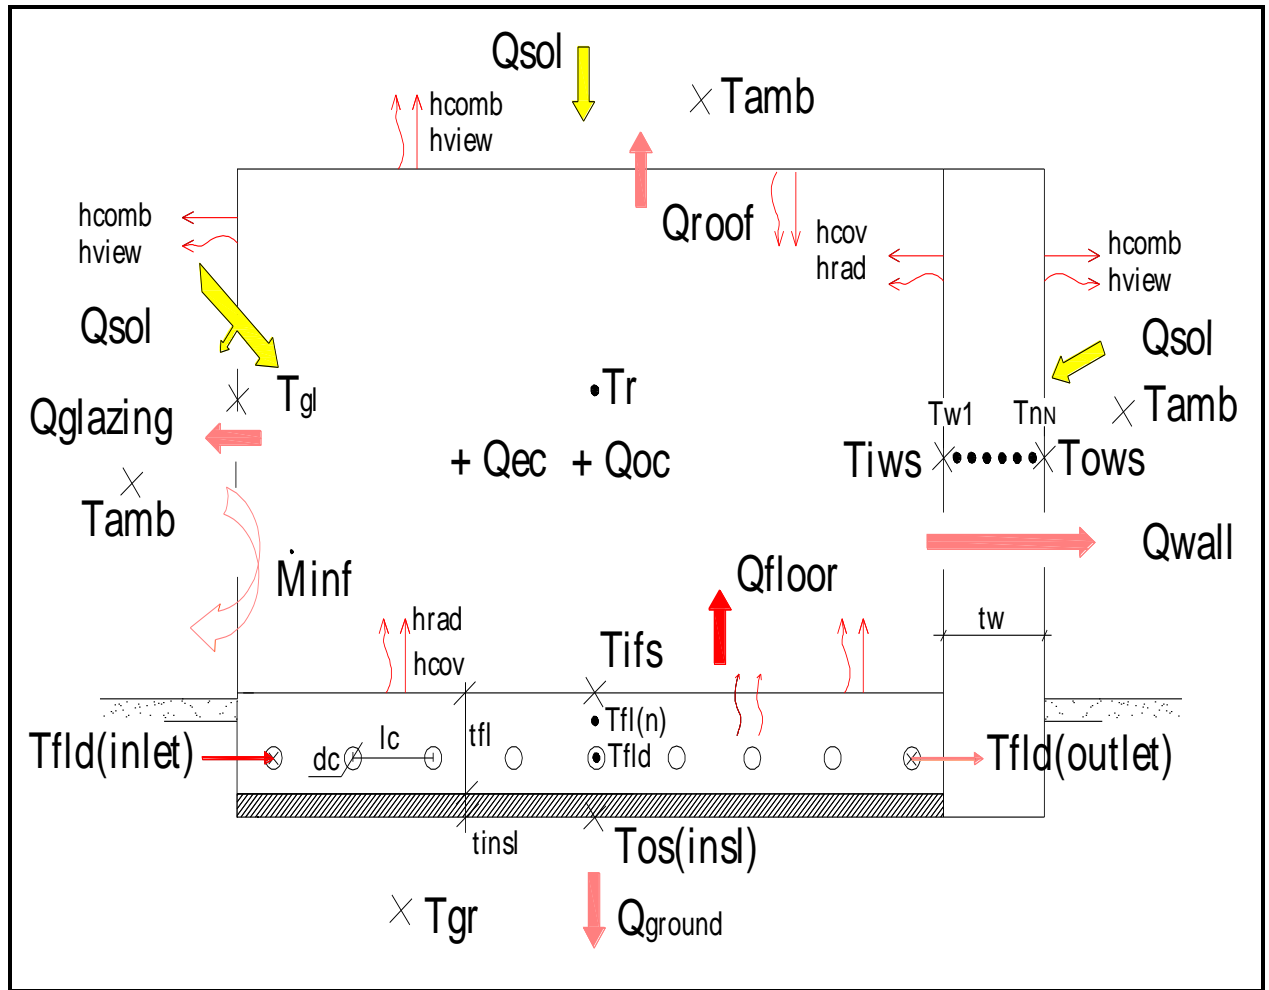 Qsol
Tamb
hcomb
hview
Qroof
hcomb
hview
hcov
hrad
hcomb
hview
Qsol
Qsol
Tgl
Tr
Qglazing
Tw1
TnN
Tamb
+ Qec + Qoc
Tiws
Tows
Tamb
Qwall
Minf
Qfloor
hrad
hcov
Tifs
tw
Tfl(n)
tfl
lc
dc
Tfld
Tfld(inlet)
Tfld(outlet)
tinsl
Tos(insl)
Tgr
Qground